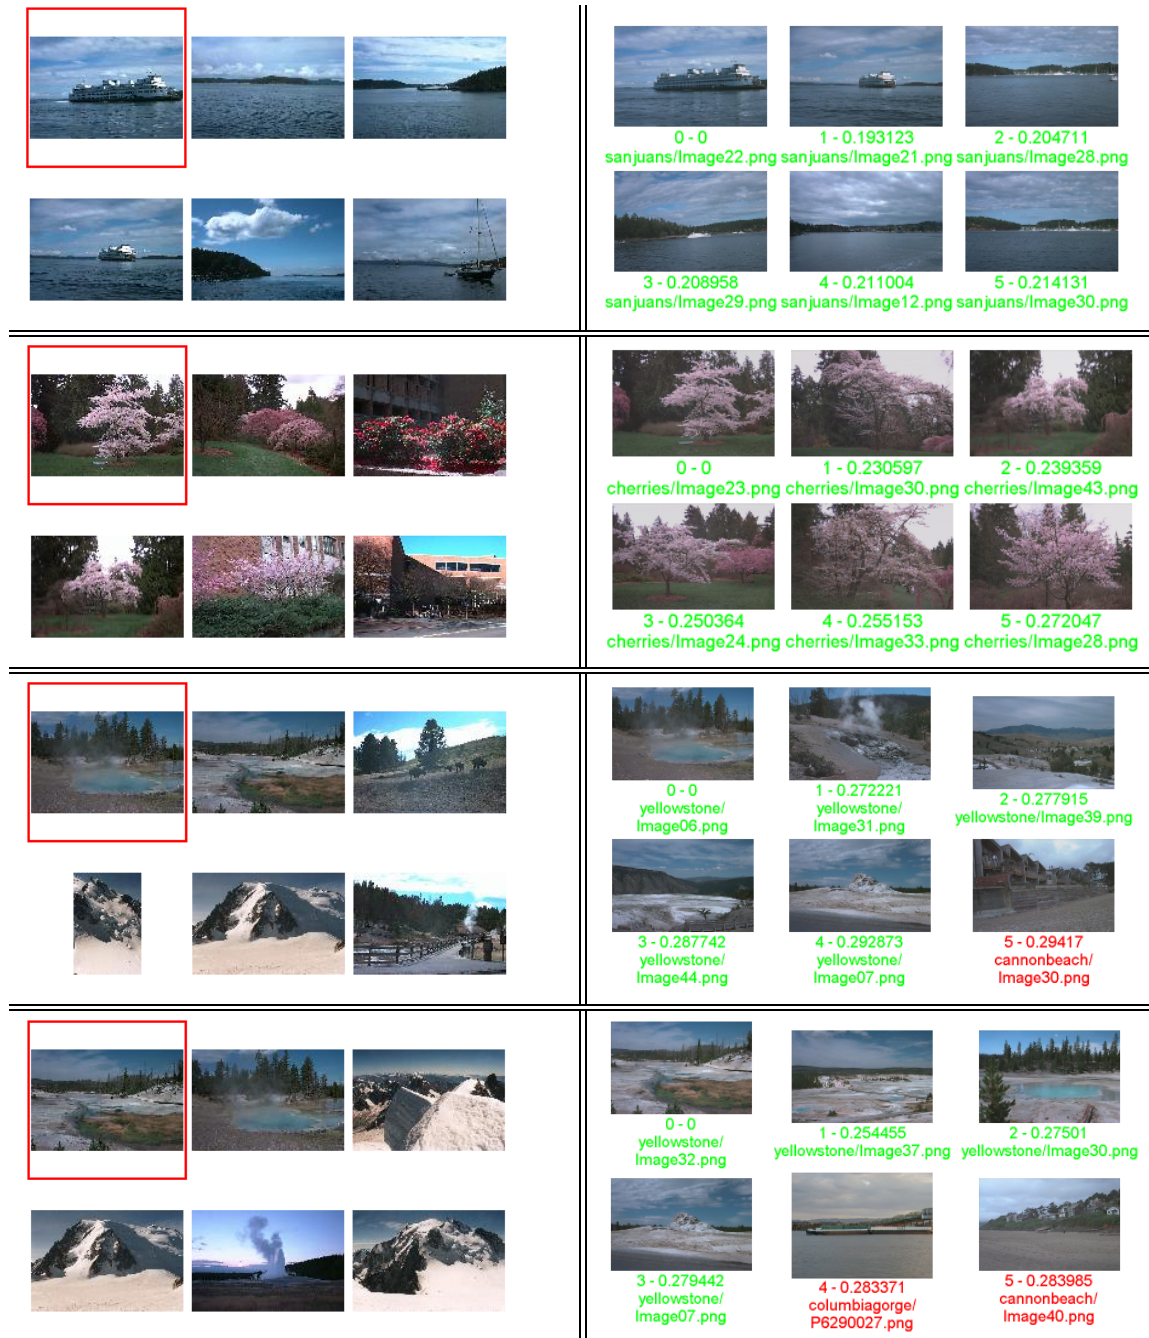 0 - 0
sanjuans/Image22.png
1 - 0.193123
sanjuans/Image21.png
2 - 0.204711
sanjuans/Image28.png
3 - 0.208958
sanjuans/Image29.png
4 - 0.211004
sanjuans/Image12.png
5 - 0.214131
sanjuans/Image30.png
0 - 0
cherries/Image23.png
1 - 0.230597
cherries/Image30.png
2 - 0.239359
cherries/Image43.png
3 - 0.250364
cherries/Image24.png
4 - 0.255153
cherries/Image33.png
5 - 0.272047
cherries/Image28.png
0 - 0
yellowstone/
Image06.png
1 - 0.272221
yellowstone/
Image31.png
2 - 0.277915
yellowstone/Image39.png
3 - 0.287742
yellowstone/
Image44.png
4 - 0.292873
yellowstone/
Image07.png
5 - 0.29417
cannonbeach/
Image30.png
0 - 0
yellowstone/
Image32.png
1 - 0.254455
yellowstone/Image37.png
2 - 0.27501
yellowstone/Image30.png
3 - 0.279442
yellowstone/
Image07.png
4 - 0.283371
columbiagorge/
P6290027.png
5 - 0.283985
cannonbeach/
Image40.png